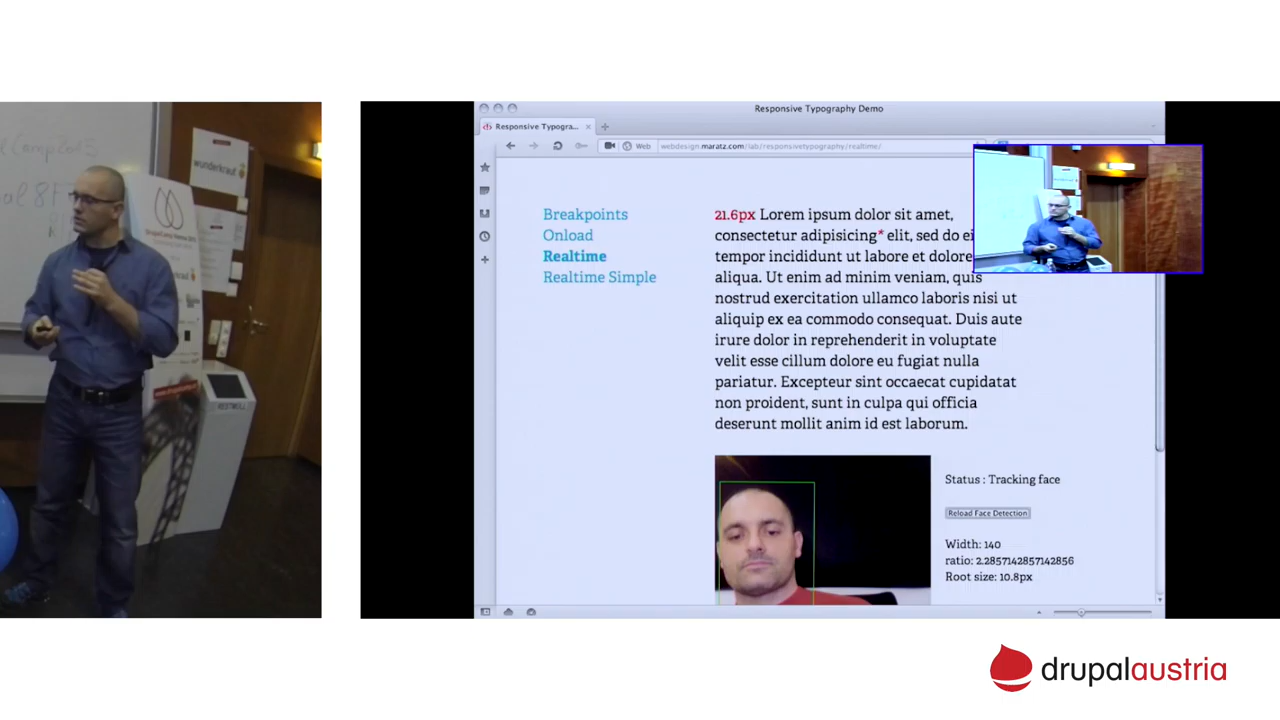 wunderkraut
Responsive Typography Demo
Responsive Typogra...
Web webdesign.maratz.com/lab/responsivetypography/realtime/
Breakpoints
Onload
Realtime
Realtime Simple
21.6px Lorem ipsum dolor sit amet,
consectetur adipisicing* elit, sed do ei
tempor incididunt ut labore et dolore
aliqua. Ut enim ad minim veniam, quis
nostrud exercitation ullamco laboris nisi ut
aliquip ex ea commodo consequat. Duis aute
irure dolor in reprehenderit in voluptate
velit esse cillum dolore eu fugiat nulla
pariatur. Excepteur sint occaecat cupidatat
non proident, sunt in culpa qui officia
deserunt mollit anim id est laborum.
Status : Tracking face
Reload Face Detection
Width: 140
ratio: 2.2857142857142856
Root size: 10.8px
drupalaustria